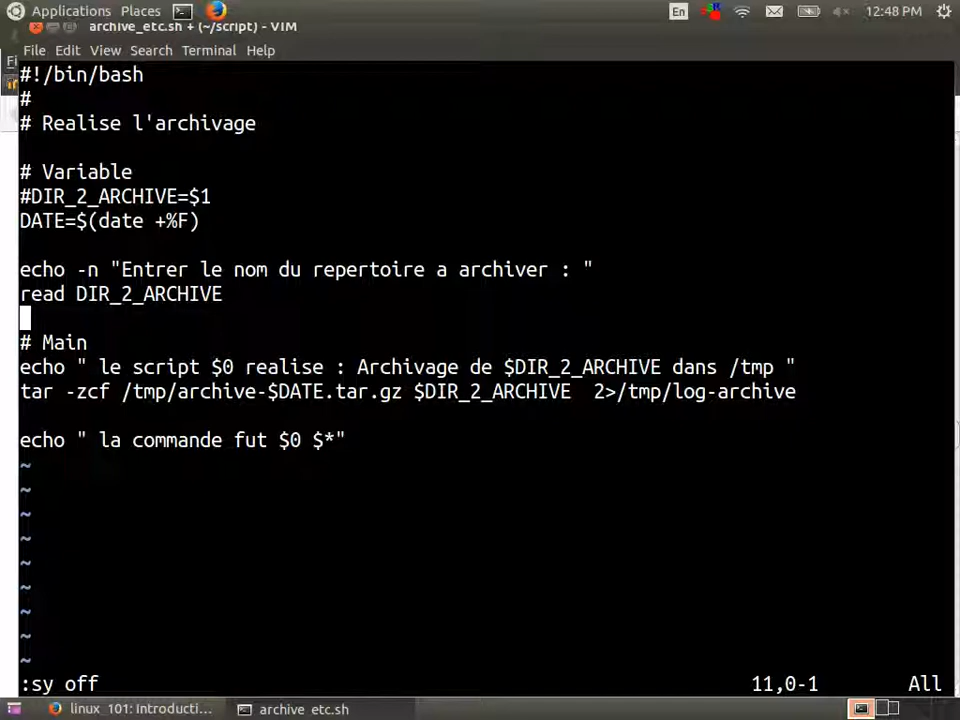 Applications Places En 12:48 PM
archive_etc.sh + (~/script) - VIM
File Edit View Search Terminal Help
#!/bin/bash
#
# Realise l'archivage
# Variable
#DIR_2_ARCHIVE=$1
DATE=$(date +%F)
echo -n "Entrer le nom du repertoire a archiver : "
read DIR_2_ARCHIVE
# Main
echo " le script $0 realise : Archivage de $DIR_2_ARCHIVE dans /tmp "
tar -zcf /tmp/archive-$DATE.tar.gz $DIR_2_ARCHIVE  2>/tmp/log-archive
echo " la commande fut $0 $*"
~
~
~
~
~
~
~
~
~
:sy off 11,0-1 All
linux_101: Introducti... archive_etc.sh